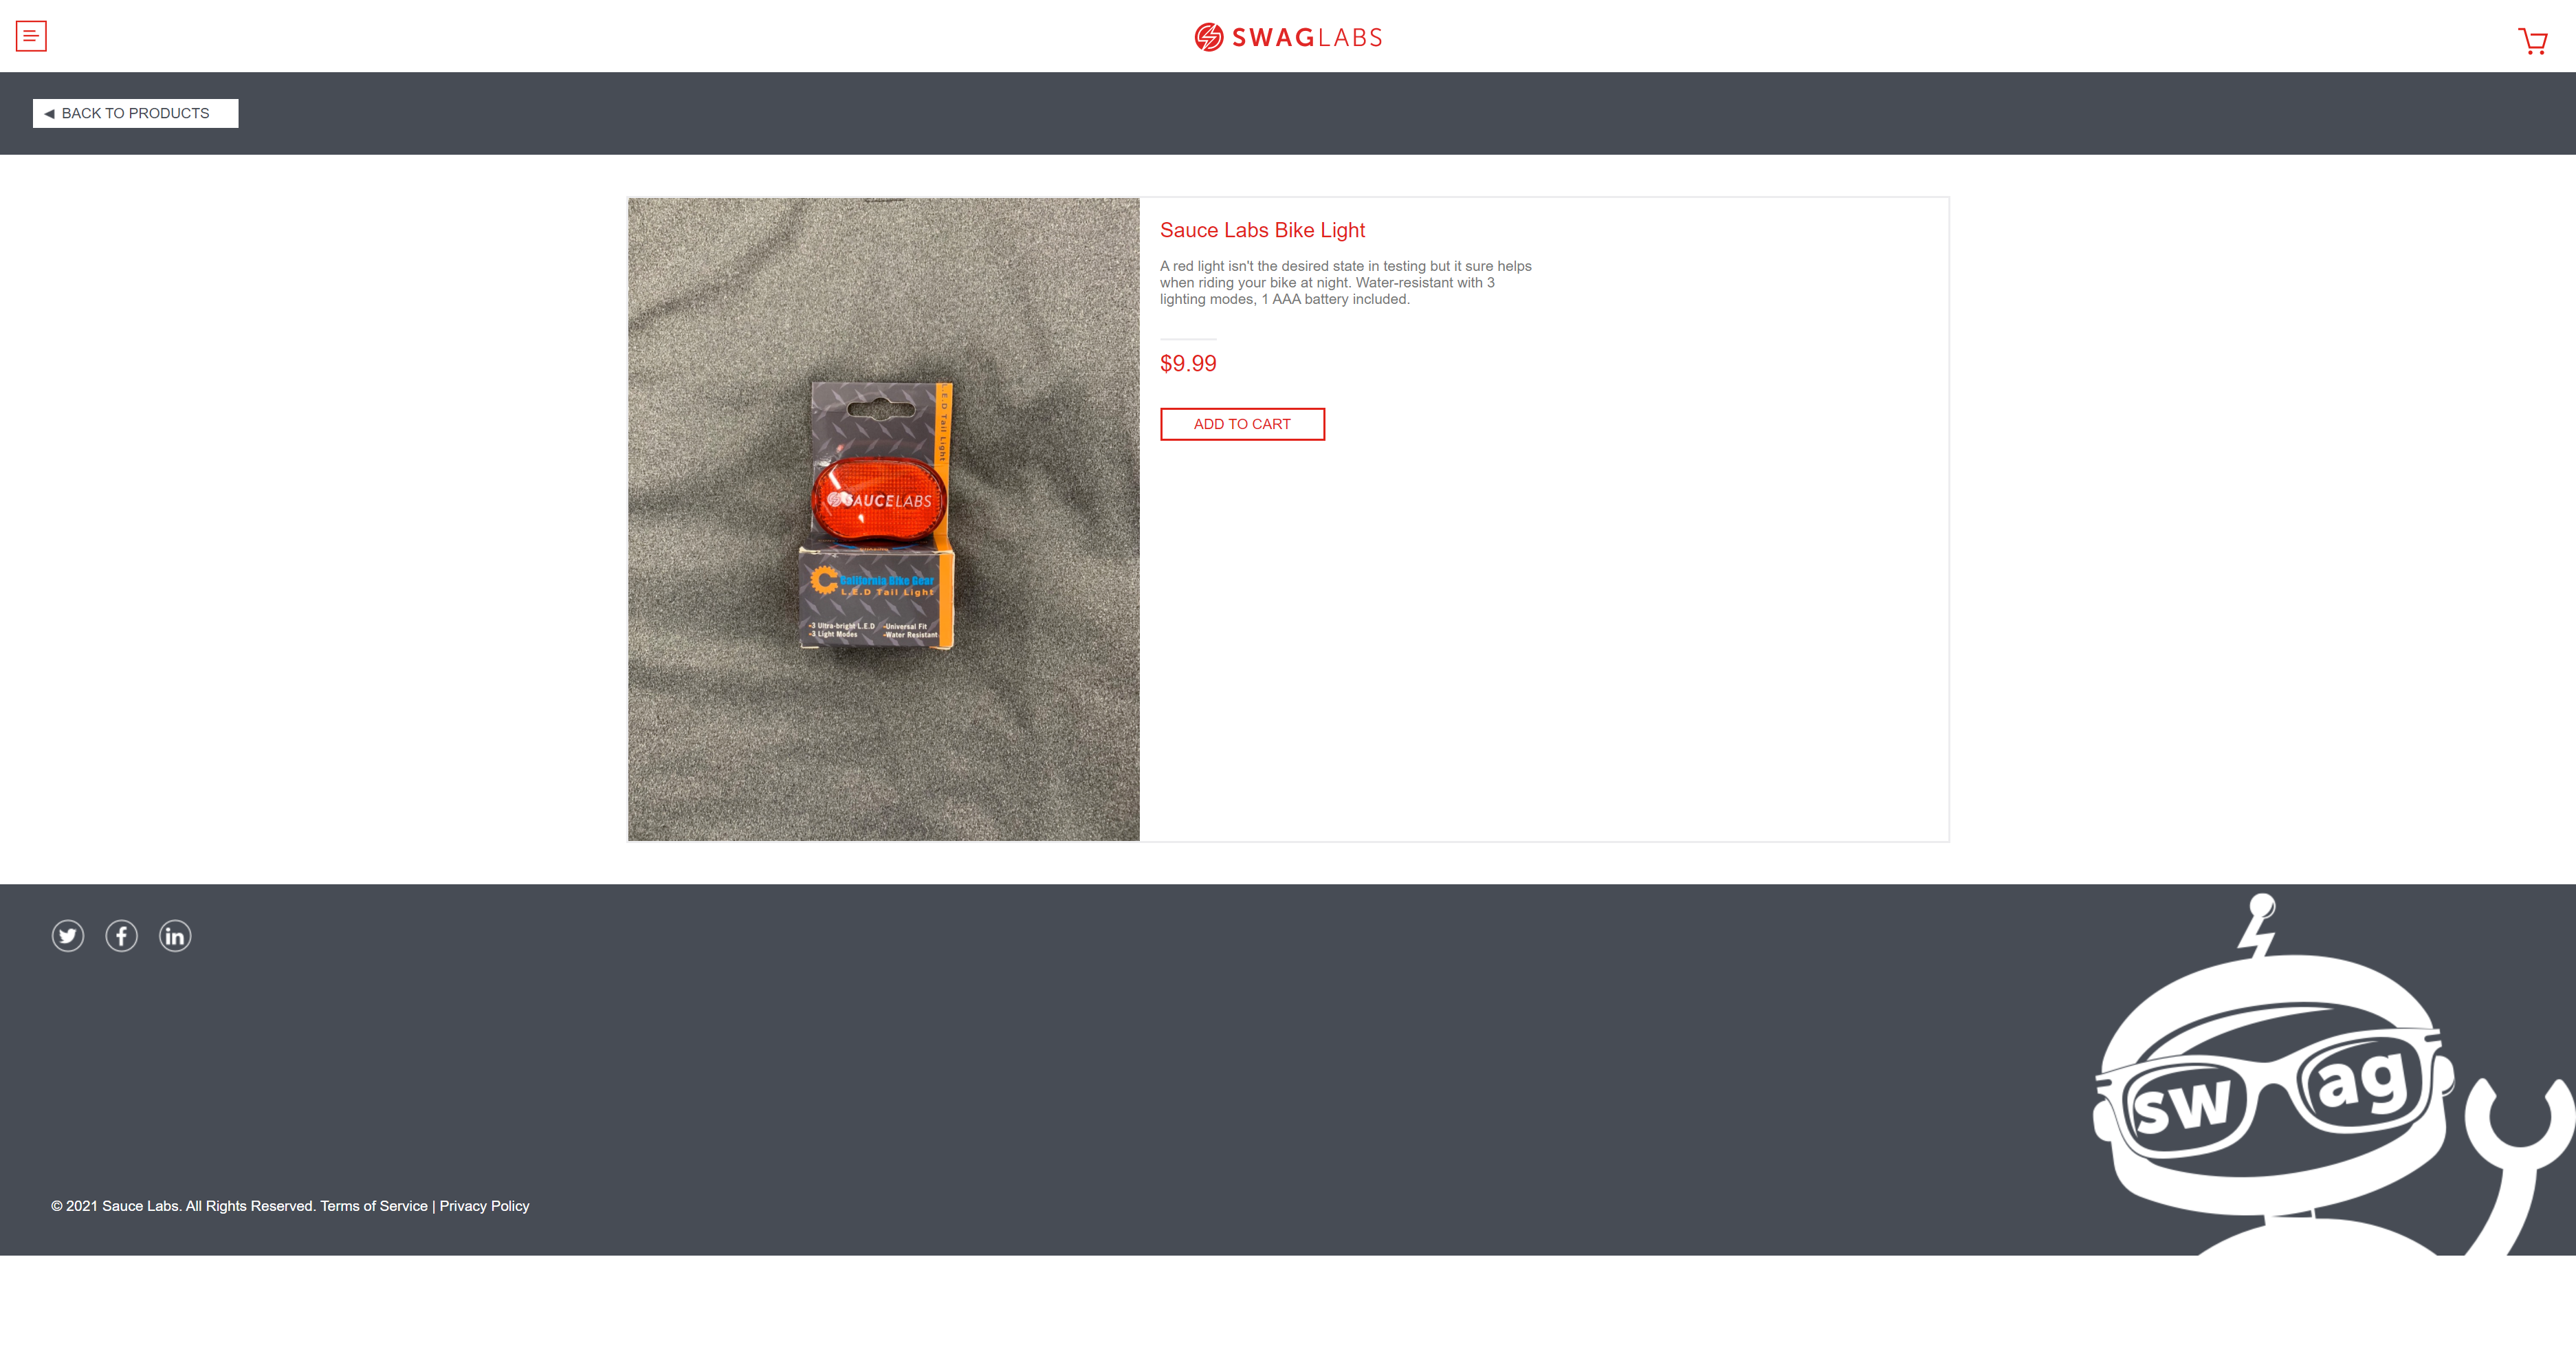 SWAGLABS
BACK TO PRODUCTS
L.E.D Tail Light
SAUCELABS
California Bike Gear
L.E.D Tail Light
-3 Ultra-bright L.E.D -Universal Fit
-3 Light Modes -Water Resistant
Sauce Labs Bike Light
A red light isn't the desired state in testing but it sure helps
when riding your bike at night. Water-resistant with 3
lighting modes, 1 AAA battery included.
$9.99
ADD TO CART
in
swag
© 2021 Sauce Labs. All Rights Reserved. Terms of Service | Privacy Policy